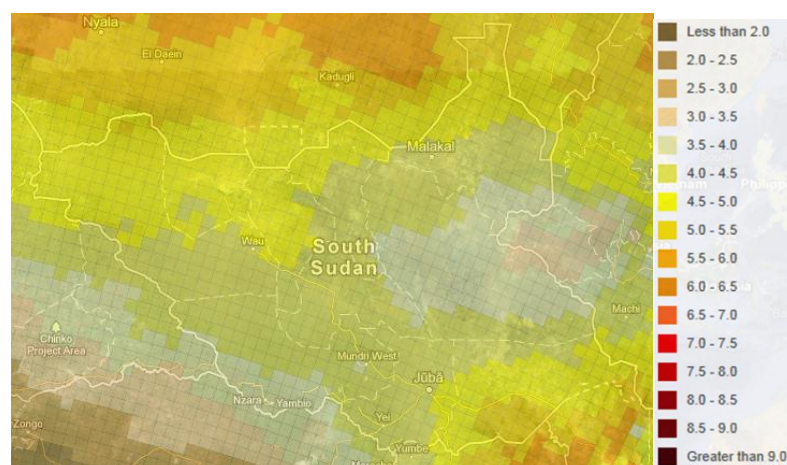 Nyala
El Daein
Kadugli
Malakal
Wau
South
Sudan
Machi
Chinko
Project Area
Mundri West
Jūbā
Nzara
Yambio
Yei
Zongo
Yumbe
Less than 2.0
2.0 - 2.5
2.5 - 3.0
3.0 - 3.5
3.5 - 4.0
4.0 - 4.5
4.5 - 5.0
5.0 - 5.5
5.5 - 6.0
6.0 - 6.5
6.5 - 7.0
7.0 - 7.5
7.5 - 8.0
8.0 - 8.5
8.5 - 9.0
Greater than 9.0